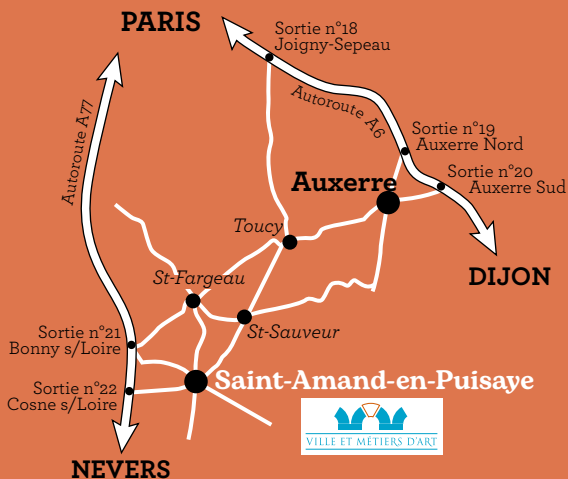 PARIS
Sortie n°18
Joigny-Sepeau
Autoroute A77
Autoroute A6
Sortie n°19
Auxerre Nord
Sortie n°20
Auxerre Sud
Auxerre
Toucy
DIJON
St-Fargeau
St-Sauveur
Sortie n°21
Bonny s/Loire
Saint-Amand-en-Puisaye
Sortie n°22
Cosne s/Loire
VILLE ET MÉTIERS D'ART
NEVERS